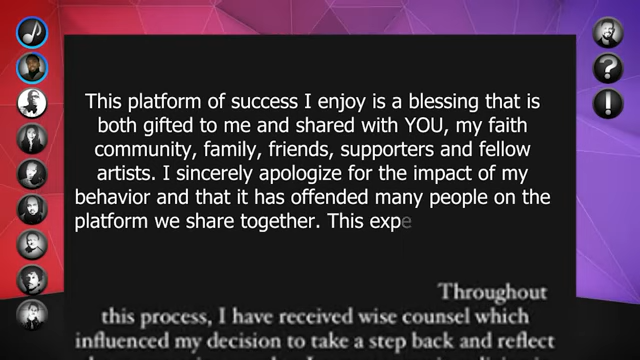 This platform of success I enjoy is a blessing that is
both gifted to me and shared with YOU, my faith
community, family, friends, supporters and fellow
artists. I sincerely apologize for the impact of my
behavior and that it has offended many people on the
platform we share together. This expe
Throughout
this process, I have received wise counsel which
influenced my decision to take a step back and reflect